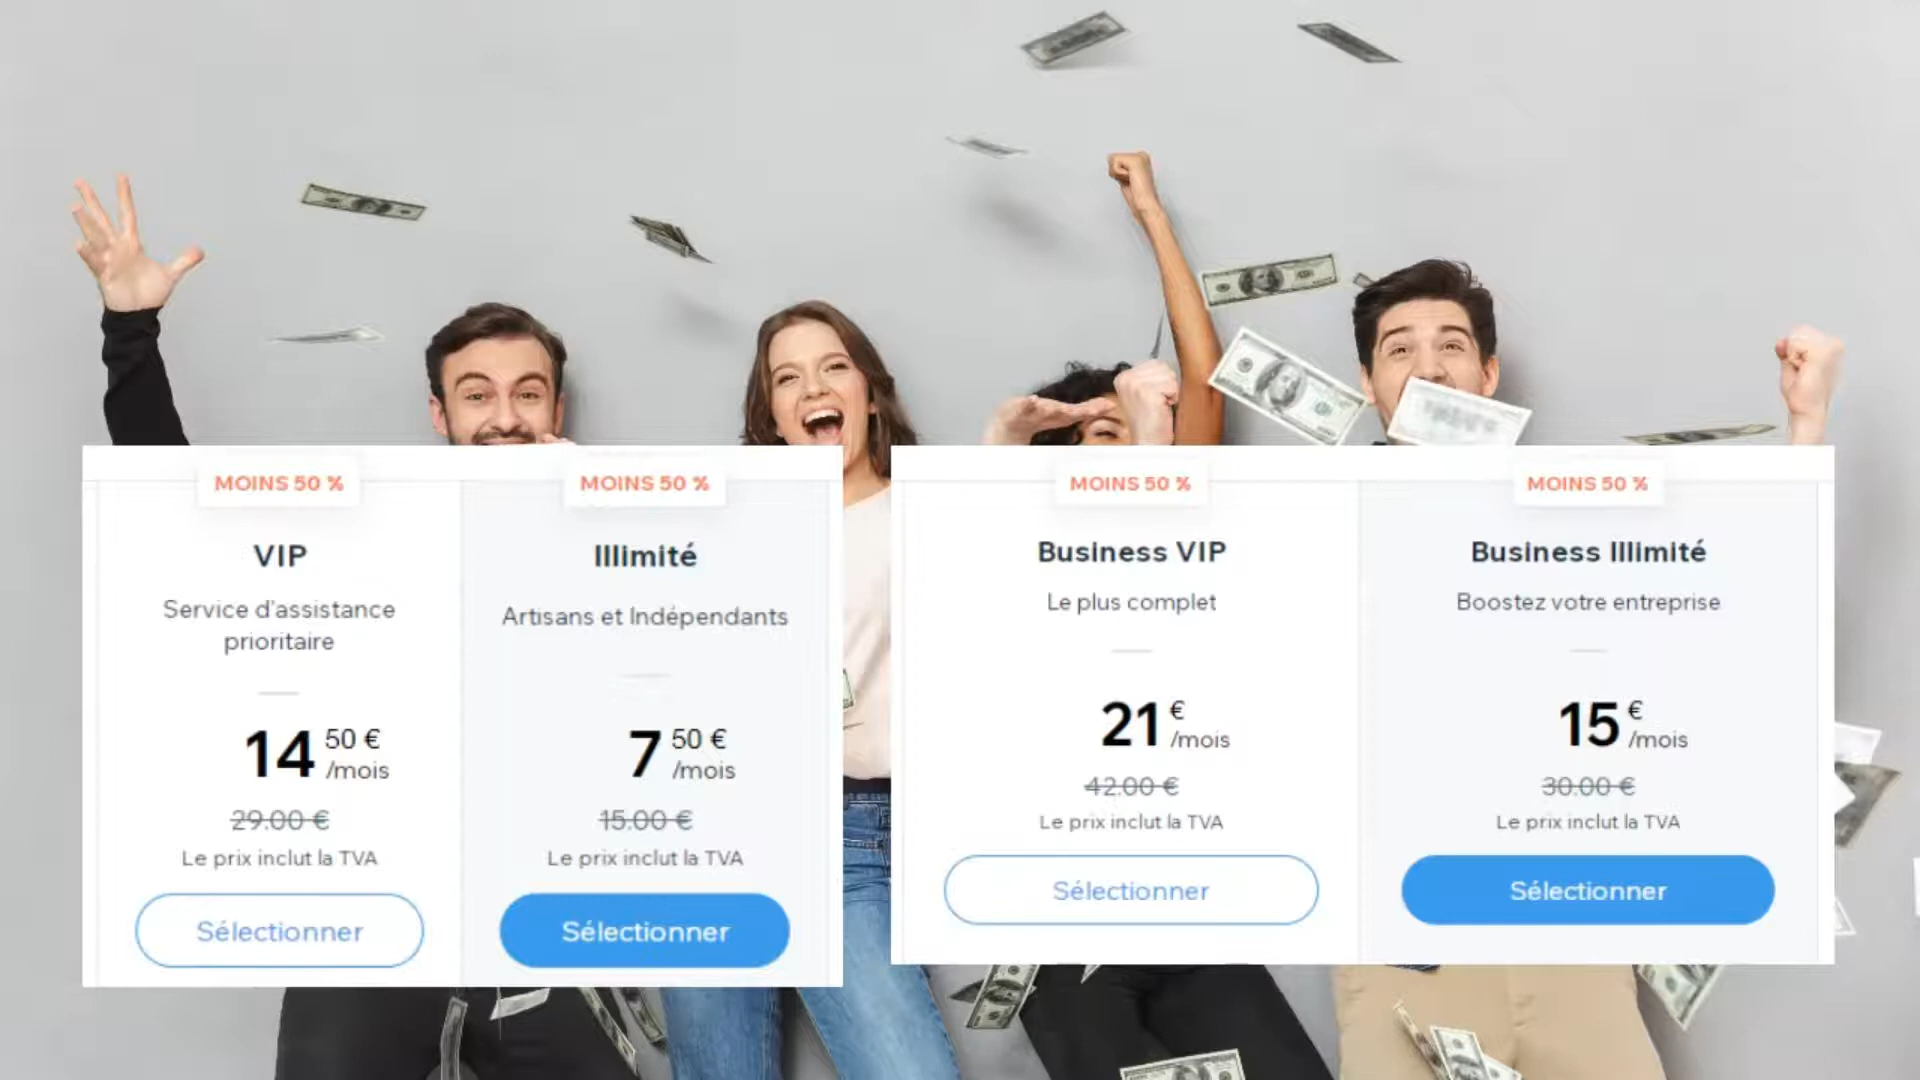 MOINS 50 %
VIP
Service d'assistance
prioritaire
14 50 €
/mois
29.00 €
Le prix inclut la TVA
Sélectionner
MOINS 50 %
Illimité
Artisans et Indépendants
7 50 €
/mois
15.00 €
Le prix inclut la TVA
Sélectionner
MOINS 50 %
Business VIP
Le plus complet
21 €
/mois
42.00 €
Le prix inclut la TVA
Sélectionner
MOINS 50 %
Business Illimité
Boostez votre entreprise
15 €
/mois
30.00 €
Le prix inclut la TVA
Sélectionner